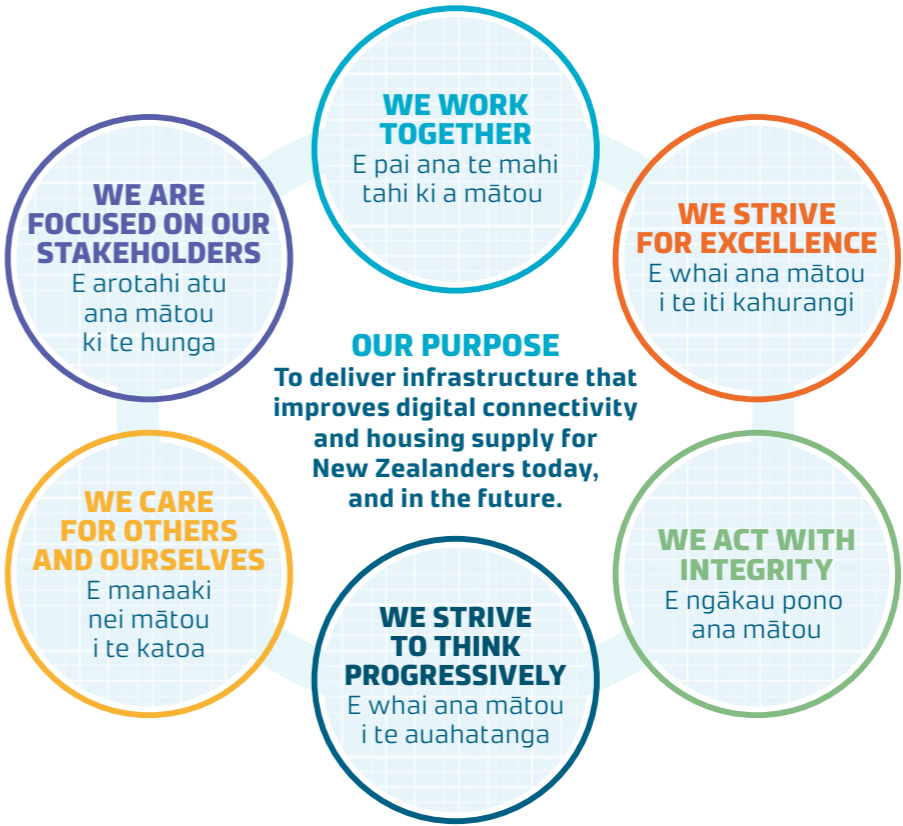 WE WORK
TOGETHER
E pai ana te mahi
tahi ki a mātou
WE STRIVE
FOR EXCELLENCE
E whai ana mātou
i te iti kahurangi
WE ACT WITH
INTEGRITY
E ngākau pono
ana mātou
WE STRIVE
TO THINK
PROGRESSIVELY
E whai ana mātou
i te auahatanga
WE CARE
FOR OTHERS
AND OURSELVES
E manaaki
nei mātou
i te katoa
WE ARE
FOCUSED ON OUR
STAKEHOLDERS
E arotahi atu
ana mātou
ki te hunga
OUR PURPOSE
To deliver infrastructure that
improves digital connectivity
and housing supply for
New Zealanders today,
and in the future.